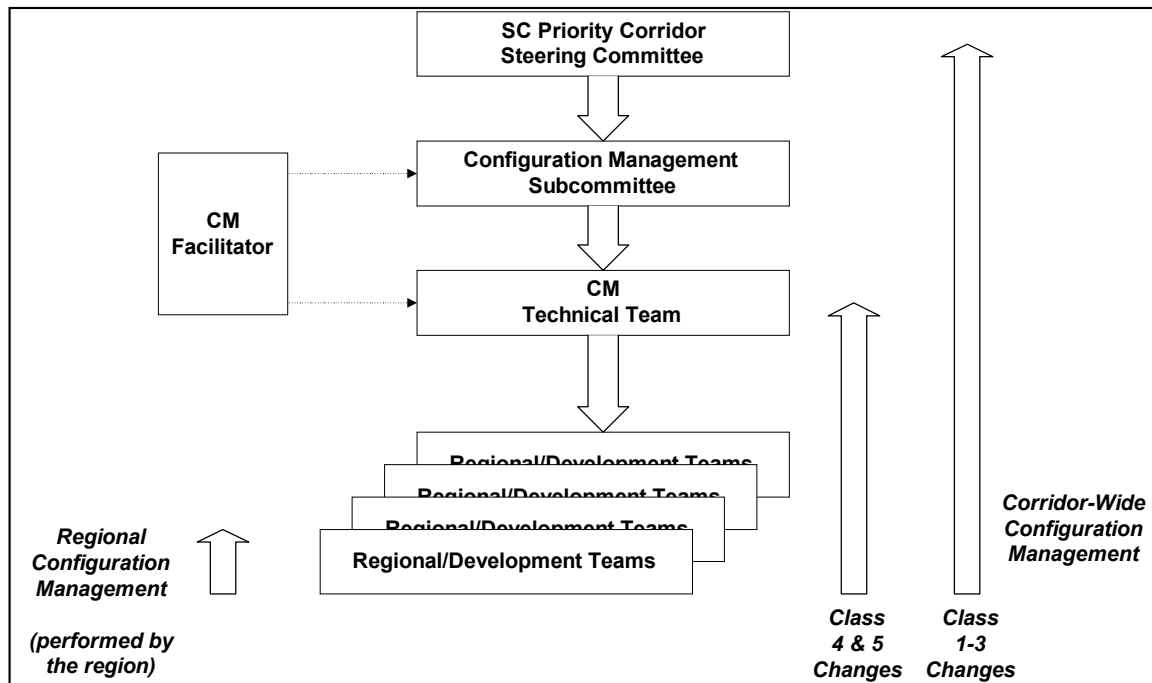 SC Priority Corridor
Steering Committee
Configuration Management
Subcommittee
CM
Facilitator
CM
Technical Team
Regional/Development Teams
Regional/Development Teams
Regional/Development Teams
Regional/Development Teams
Regional
Configuration
Management
(performed by
the region)
Corridor-Wide
Configuration
Management
Class
4 & 5
Changes
Class
1-3
Changes